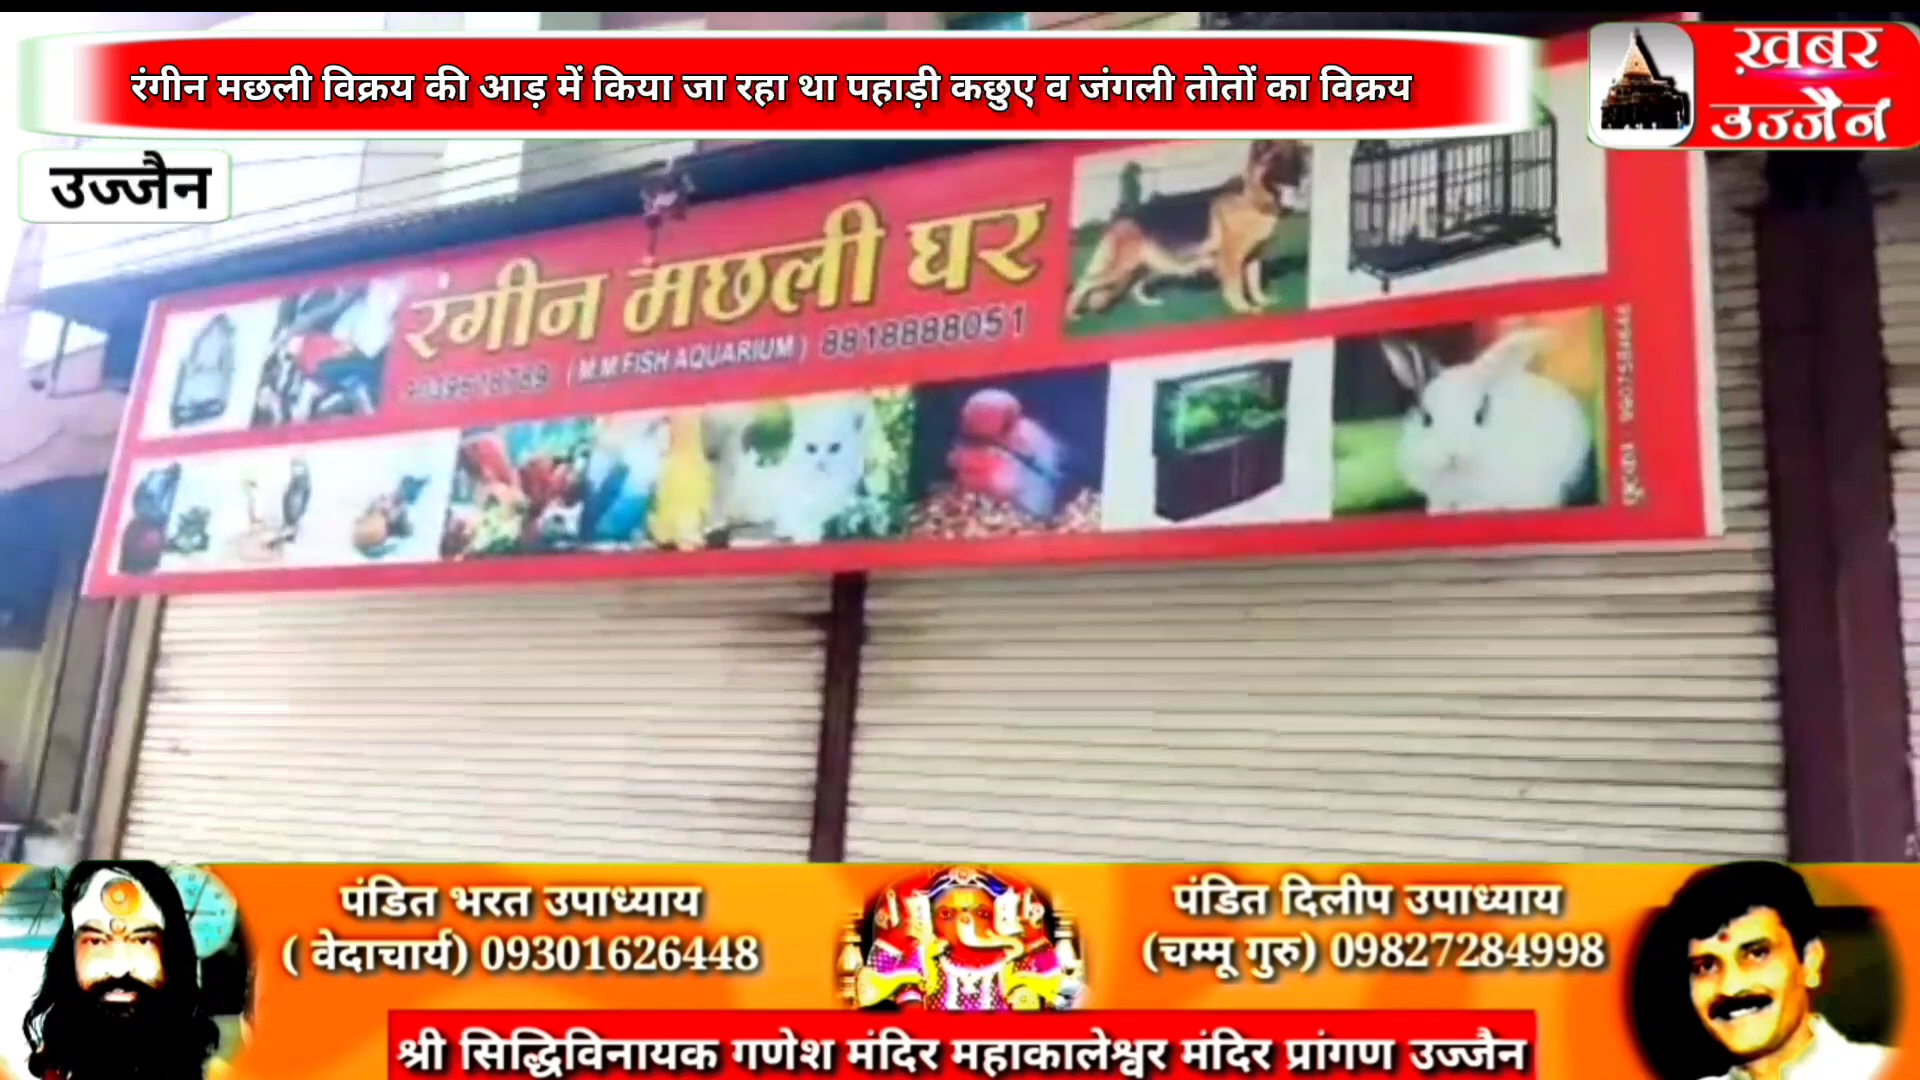 रंगीन मछली विक्रय की आड़ में किया जा रहा था पहाड़ी कछुए व जंगली तोतों का विक्रय
ख़बर
उज्जैन
उज्जैन
रंगीन मछली घर
(M.M.FISH AQUARIUM) 8818888051
पंडित भरत उपाध्याय
( वेदाचार्य) 09301626448
पंडित दिलीप उपाध्याय
(चम्मू गुरु) 09827284998
श्री सिद्धिविनायक गणेश मंदिर महाकालेश्वर मंदिर प्रांगण उज्जैन